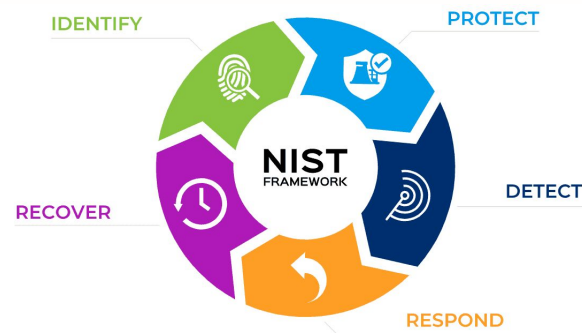 IDENTIFY
PROTECT
NIST
FRAMEWORK
DETECT
RECOVER
RESPOND